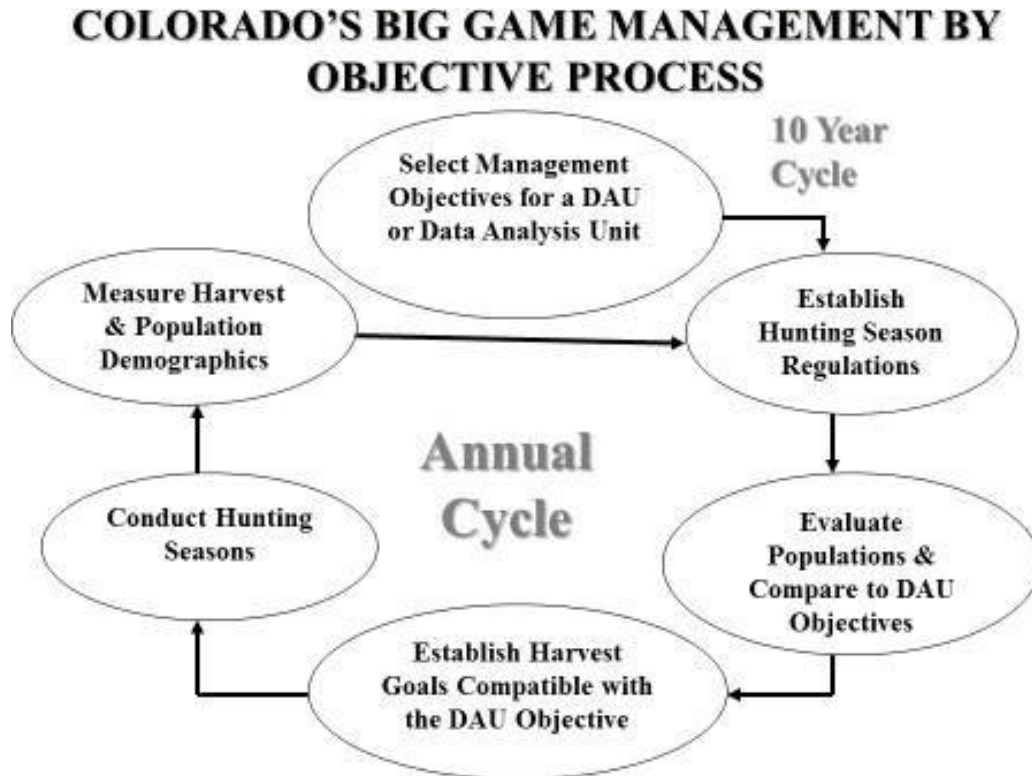 COLORADO'S BIG GAME MANAGEMENT BY
OBJECTIVE PROCESS
10 Year
Cycle
Select Management
Objectives for a DAU
or Data Analysis Unit
Establish
Hunting Season
Regulations
Evaluate
Populations &
Compare to DAU
Objectives
Establish Harvest
Goals Compatible with
the DAU Objective
Conduct Hunting
Seasons
Measure Harvest
& Population
Demographics
Annual
Cycle